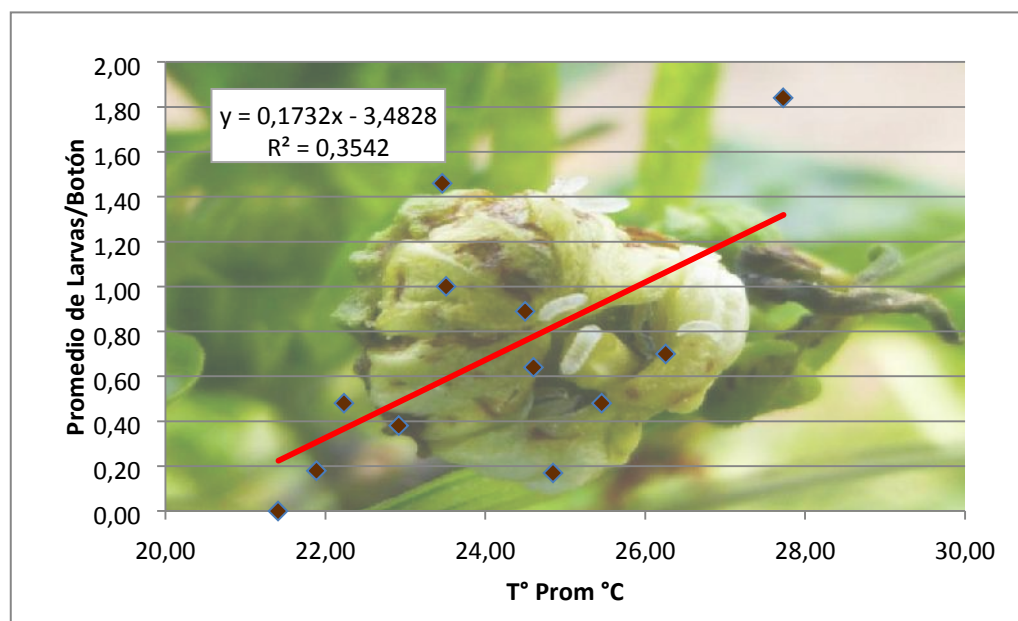 2,00
1,80
1,60
1,40
1,20
1,00
0,80
0,60
0,40
0,20
0,00
Promedio de Larvas/Botón
y = 0,1732x - 3,4828
R² = 0,3542
20,00 22,00 24,00 26,00 28,00 30,00
T° Prom °C